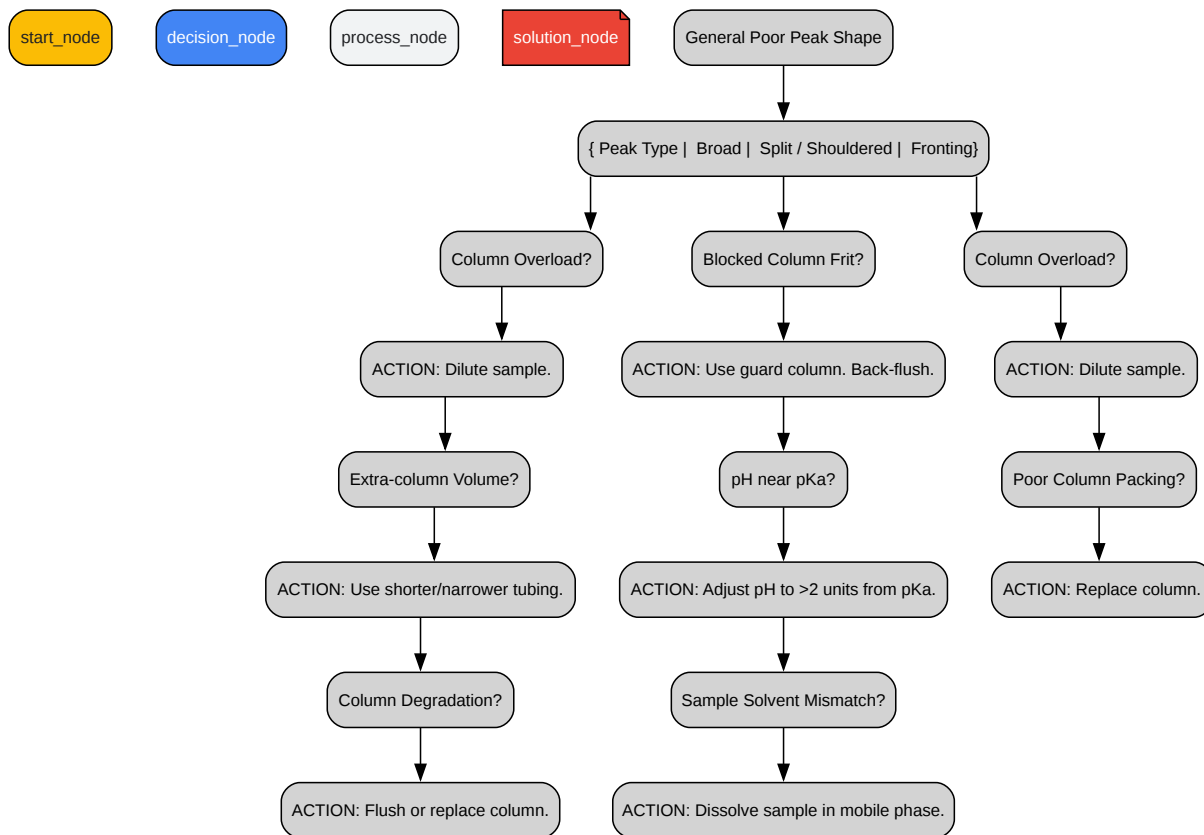 start_node
decision_node
process_node
solution_node
General Poor Peak Shape
{ Peak Type |  Broad |  Split / Shouldered |  Fronting}
Column Overload?
Blocked Column Frit?
Column Overload?
ACTION: Dilute sample.
ACTION: Use guard column. Back-flush.
ACTION: Dilute sample.
Extra-column Volume?
pH near pKa?
Poor Column Packing?
ACTION: Use shorter/narrower tubing.
ACTION: Adjust pH to >2 units from pKa.
ACTION: Replace column.
Column Degradation?
Sample Solvent Mismatch?
ACTION: Flush or replace column.
ACTION: Dissolve sample in mobile phase.